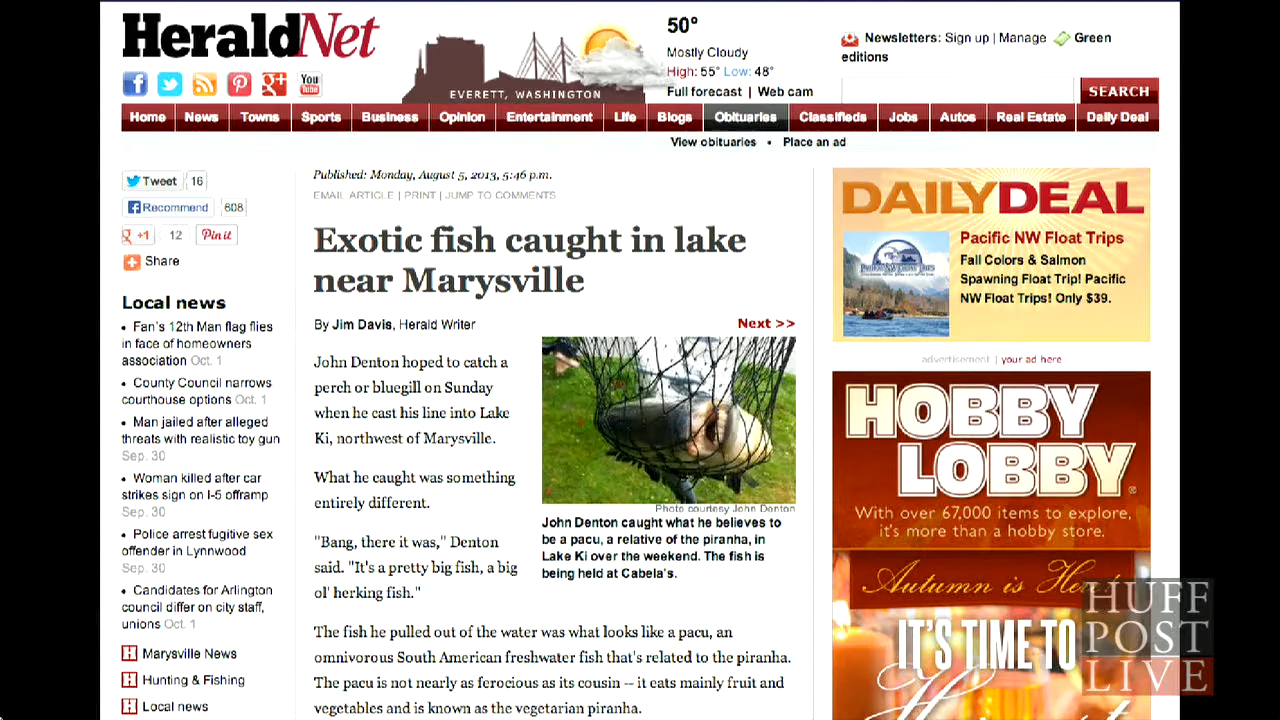 HeraldNet
EVERETT, WASHINGTON
50°
Mostly Cloudy
High: 55° Low: 48°
Full forecast | Web cam
Newsletters: Sign up | Manage Green
editions
SEARCH
You
Tube
Home News Towns Sports Business Opinion Entertainment Life Blogs Obituaries Classifieds Jobs Autos Real Estate Daily Deal
View obituaries • Place an ad
Tweet 16
Recommend 608
+1 12 Pin it
Share
Local news
• Fan's 12th Man flag flies
in face of homeowners
association Oct. 1
• County Council narrows
courthouse options Oct. 1
• Man jailed after alleged
threats with realistic toy gun
Sep. 30
• Woman killed after car
strikes sign on I-5 offramp
Sep. 30
• Police arrest fugitive sex
offender in Lynnwood
Sep. 30
• Candidates for Arlington
council differ on city staff,
unions Oct. 1
Marysville News
Hunting & Fishing
Local news
Published: Monday, August 5, 2013, 5:46 p.m.
EMAIL ARTICLE | PRINT | JUMP TO COMMENTS
Exotic fish caught in lake
near Marysville
By Jim Davis, Herald Writer
Next >>
John Denton hoped to catch a
perch or bluegill on Sunday
when he cast his line into Lake
Ki, northwest of Marysville.
What he caught was something
entirely different.
"Bang, there it was," Denton
said. "It's a pretty big fish, a big
ol' herking fish."
Photo courtesy John Denton
John Denton caught what he believes to
be a pacu, a relative of the piranha, in
Lake Ki over the weekend. The fish is
being held at Cabela's.
The fish he pulled out of the water was what looks like a pacu, an
omnivorous South American freshwater fish that's related to the piranha.
The pacu is not nearly as ferocious as its cousin -- it eats mainly fruit and
vegetables and is known as the vegetarian piranha.
DAILY DEAL
Pacific NW Float Trips
Fall Colors & Salmon
Spawning Float Trip! Pacific
NW Float Trips! Only $39.
advertisement | your ad here
HOBBY
LOBBY®
With over 67,000 items to explore,
it's more than a hobby store.
Autumn is Here!
IT'S TIME TO
HUFF
POST
LIVE